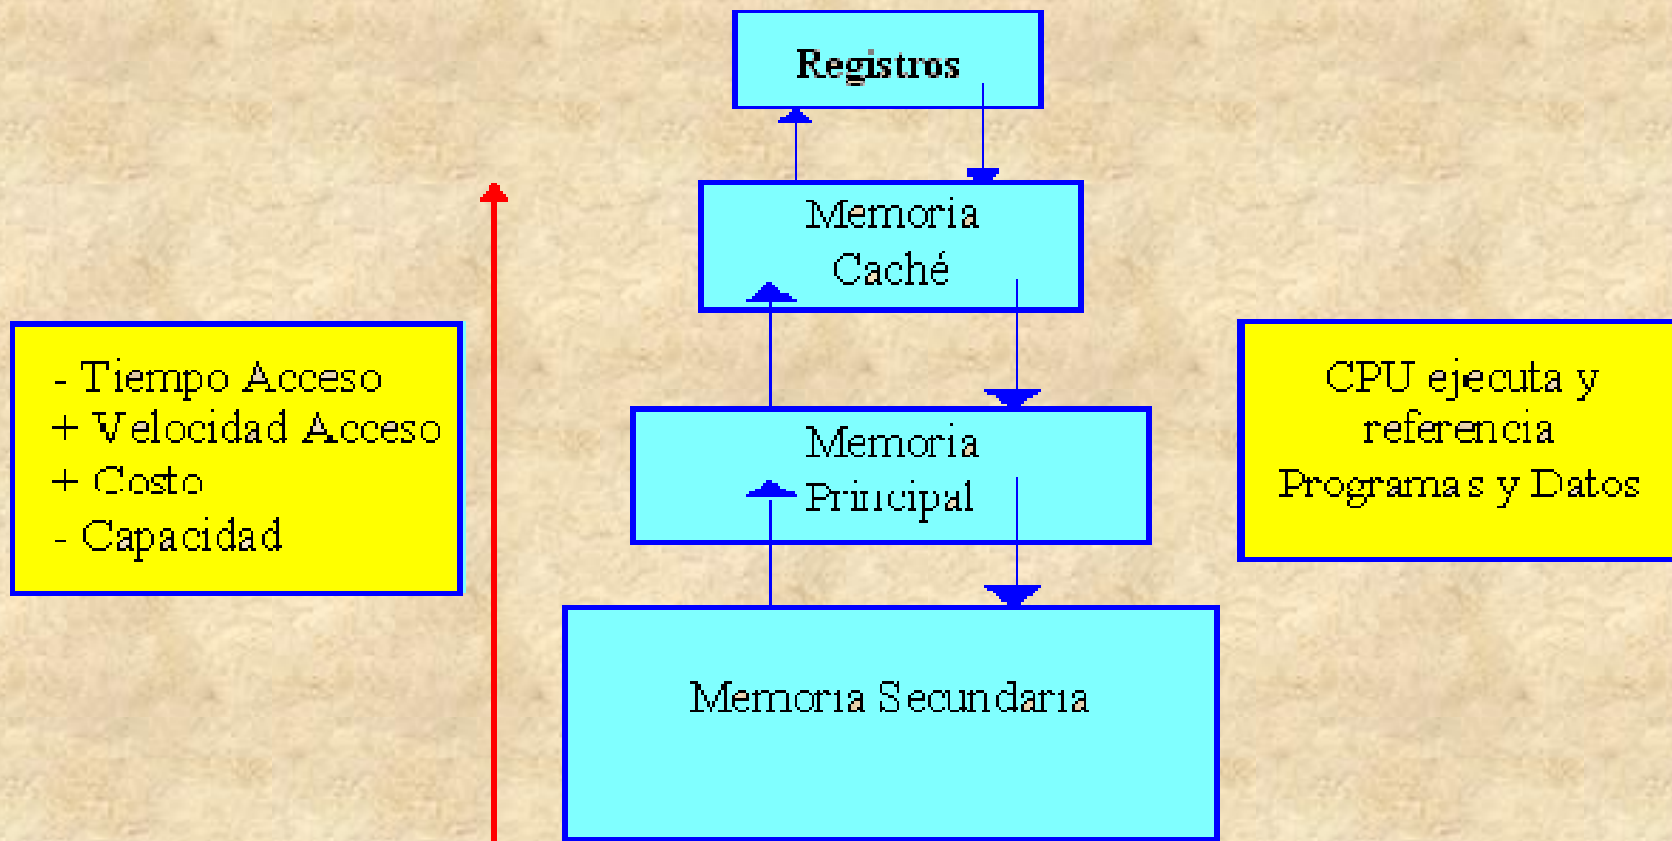 Registros
Memoria
Caché
- Tiempo Acceso
+ Velocidad Acceso
+ Costo
- Capacidad
Memoria
Principal
CPU ejecuta y
referencia
Programas y Datos
Memoria Secundaria